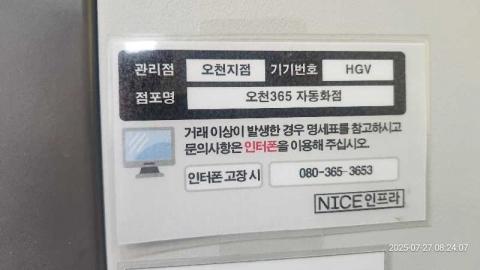 관리점 오천지점 기기번호 HGV
점포명 오천365 자동화점
거래 이상이 발생한 경우 명세표를 참고하시고
문의사항은 인터폰을 이용해 주십시오.
인터폰 고장 시 080-365-3653
NICE인프라
2025-07-27 08:24:07